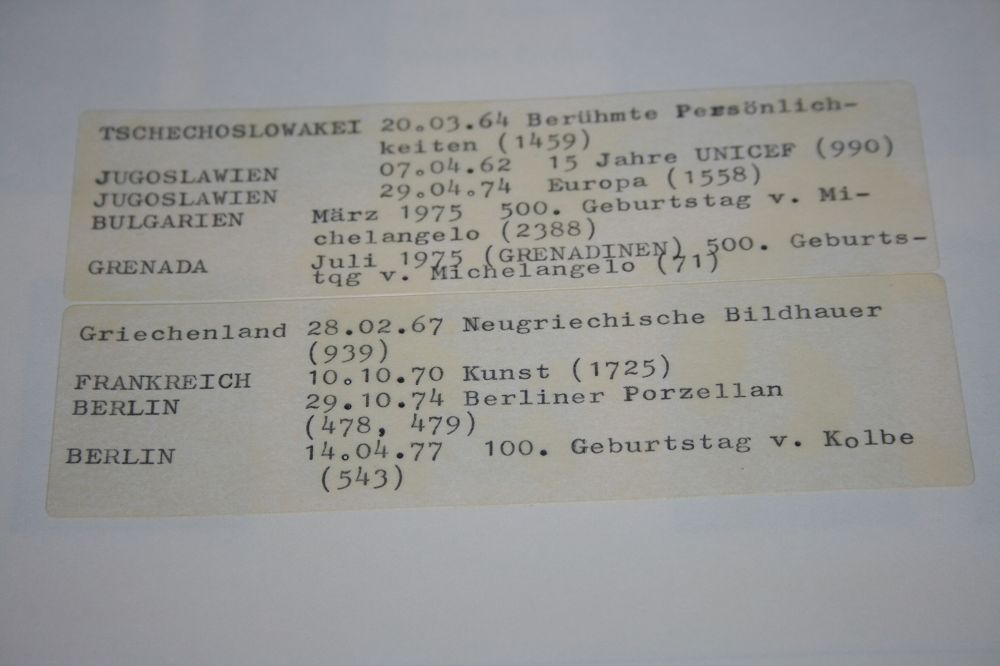 TSCHECHOSLOWAKEI 20.03.64 Berühmte Persönlich-
keiten (1459)
JUGOSLAWIEN 07.04.62 15 Jahre UNICEF (990)
JUGOSLAWIEN 29.04.74 Europa (1558)
BULGARIEN März 1975 500. Geburtstag v. Mi-
chelangelo (2388)
GRENADA Juli 1975 (GRENADINEN) 500. Geburts-
tqg v. Michelangelo (71)
Griechenland 28.02.67 Neugriechische Bildhauer
(939)
FRANKREICH 10.10.70 Kunst (1725)
BERLIN 29.10.74 Berliner Porzellan
(478, 479)
BERLIN 14.04.77 100. Geburtstag v. Kolbe
(543)